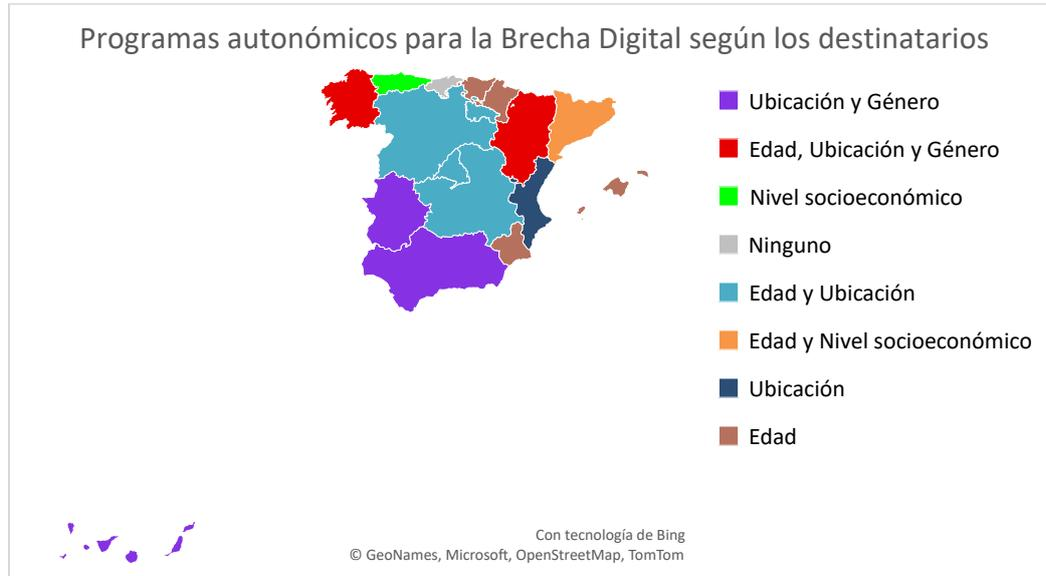 Programas autonómicos para la Brecha Digital según los destinatarios
Ubicación y Género
Edad, Ubicación y Género
Nivel socioeconómico
Ninguno
Edad y Ubicación
Edad y Nivel socioeconómico
Ubicación
Edad
Con tecnología de Bing
© GeoNames, Microsoft, OpenStreetMap, TomTom